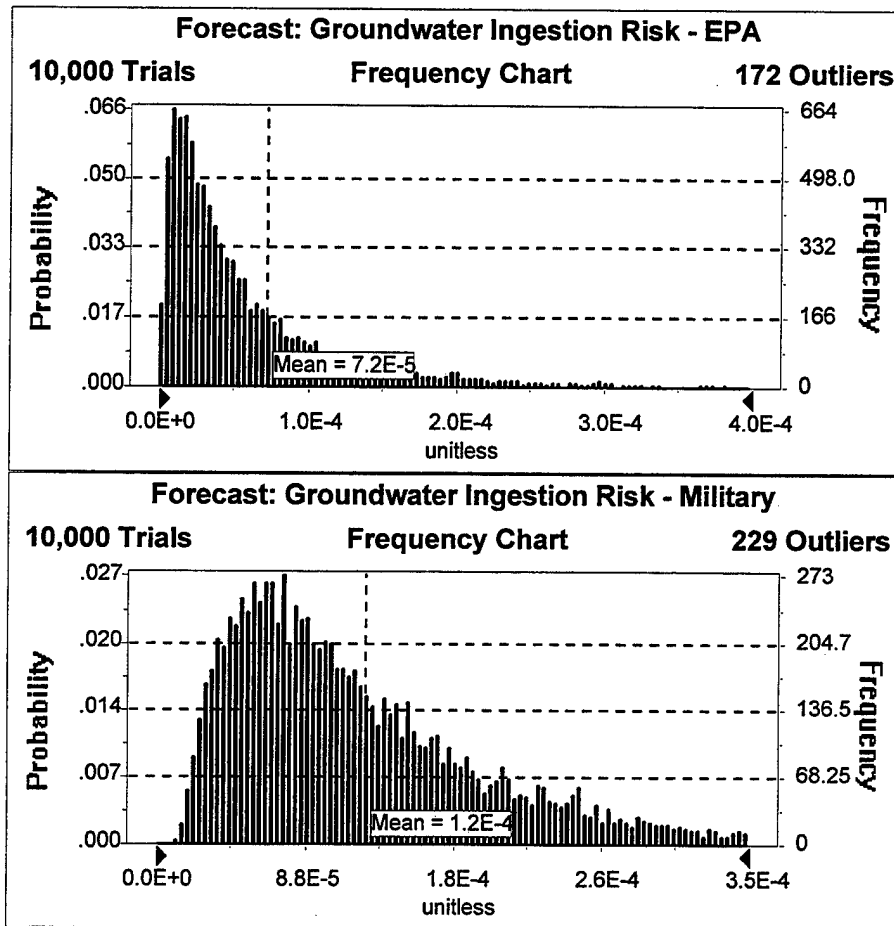 Forecast: Groundwater Ingestion Risk - EPA
10,000 Trials Frequency Chart 172 Outliers
.066 664
.050 498.0
.033 332
.017 166
.000 0
Probability
Frequency
Mean = 7.2E-5
0.0E+0 1.0E-4 2.0E-4 3.0E-4 4.0E-4
unitless
Forecast: Groundwater Ingestion Risk - Military
10,000 Trials Frequency Chart 229 Outliers
.027 273
.020 204.7
.014 136.5
.007 68.25
.000 0
Probability
Frequency
Mean = 1.2E-4
0.0E+0 8.8E-5 1.8E-4 2.6E-4 3.5E-4
unitless